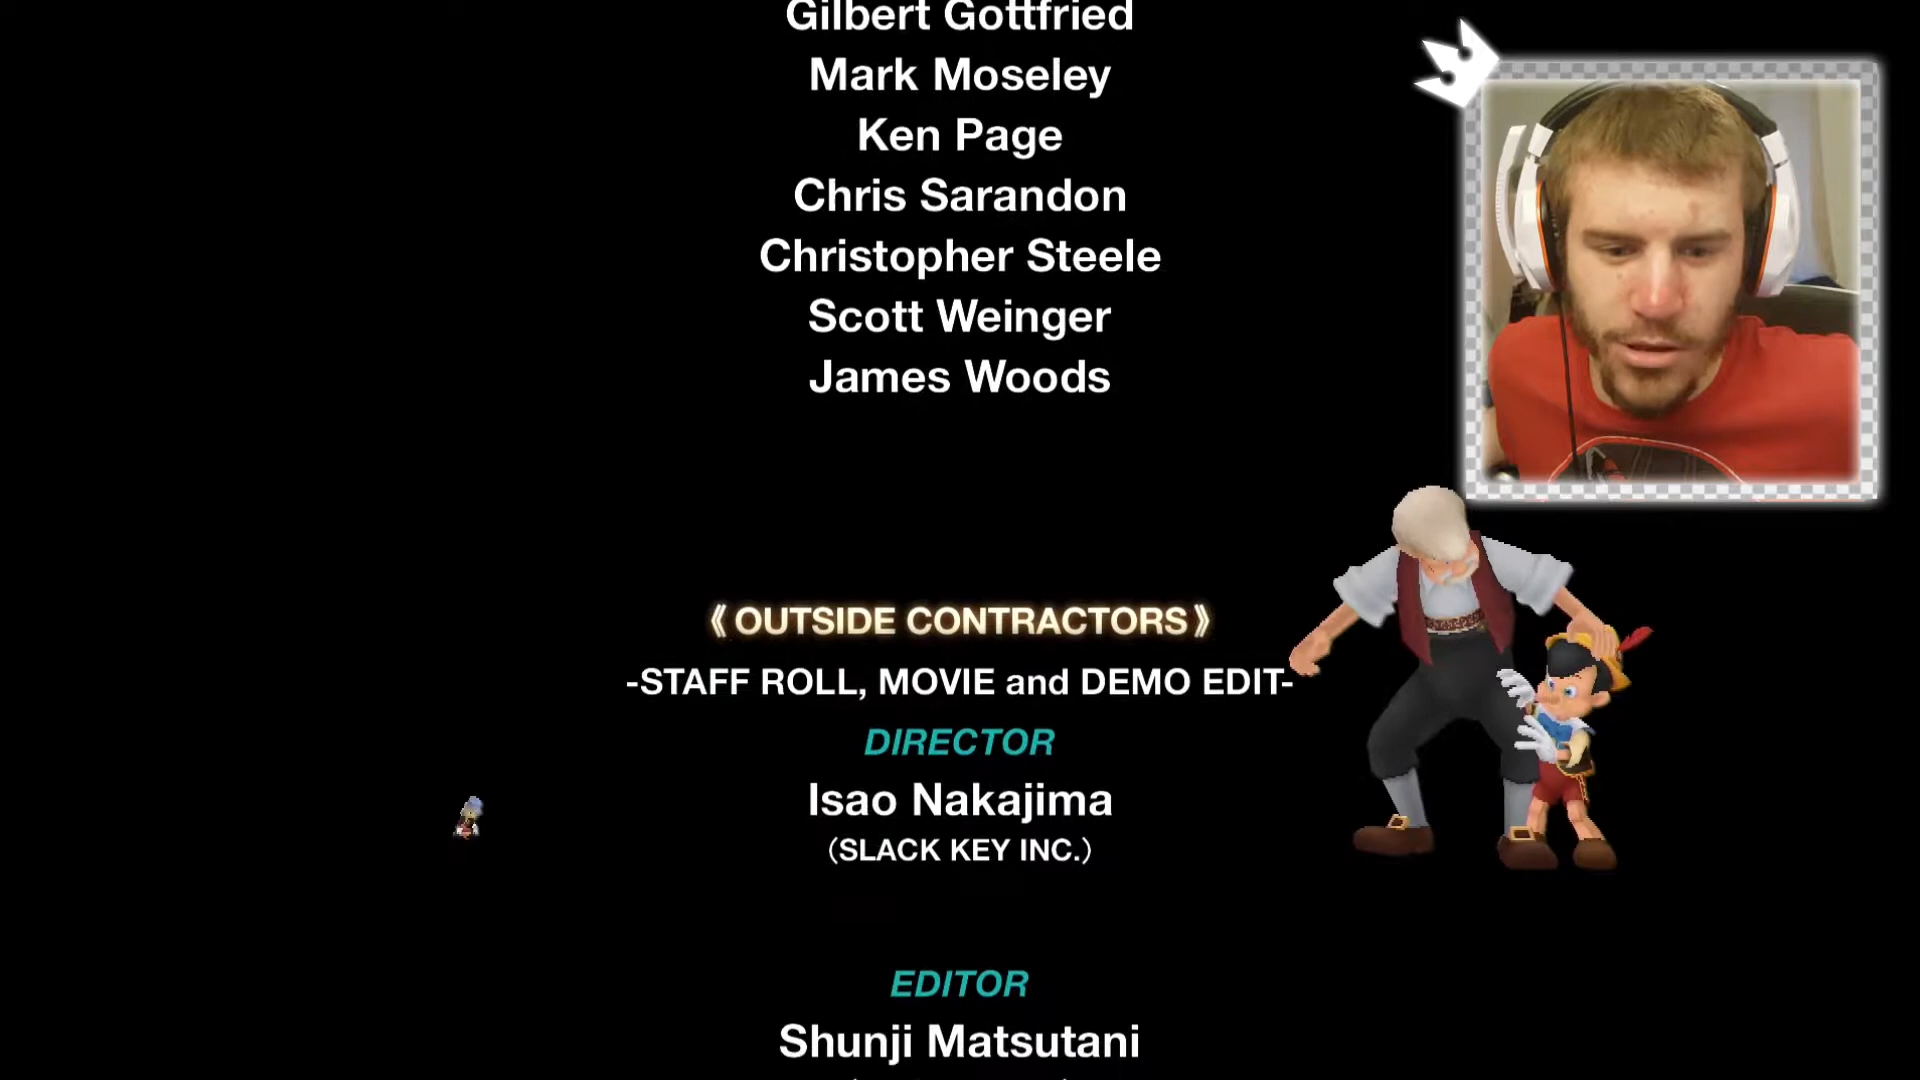 Gilbert Gottfried
Mark Moseley
Ken Page
Chris Sarandon
Christopher Steele
Scott Weinger
James Woods
《OUTSIDE CONTRACTORS》
-STAFF ROLL, MOVIE and DEMO EDIT-
DIRECTOR
Isao Nakajima
(SLACK KEY INC.)
EDITOR
Shunji Matsutani